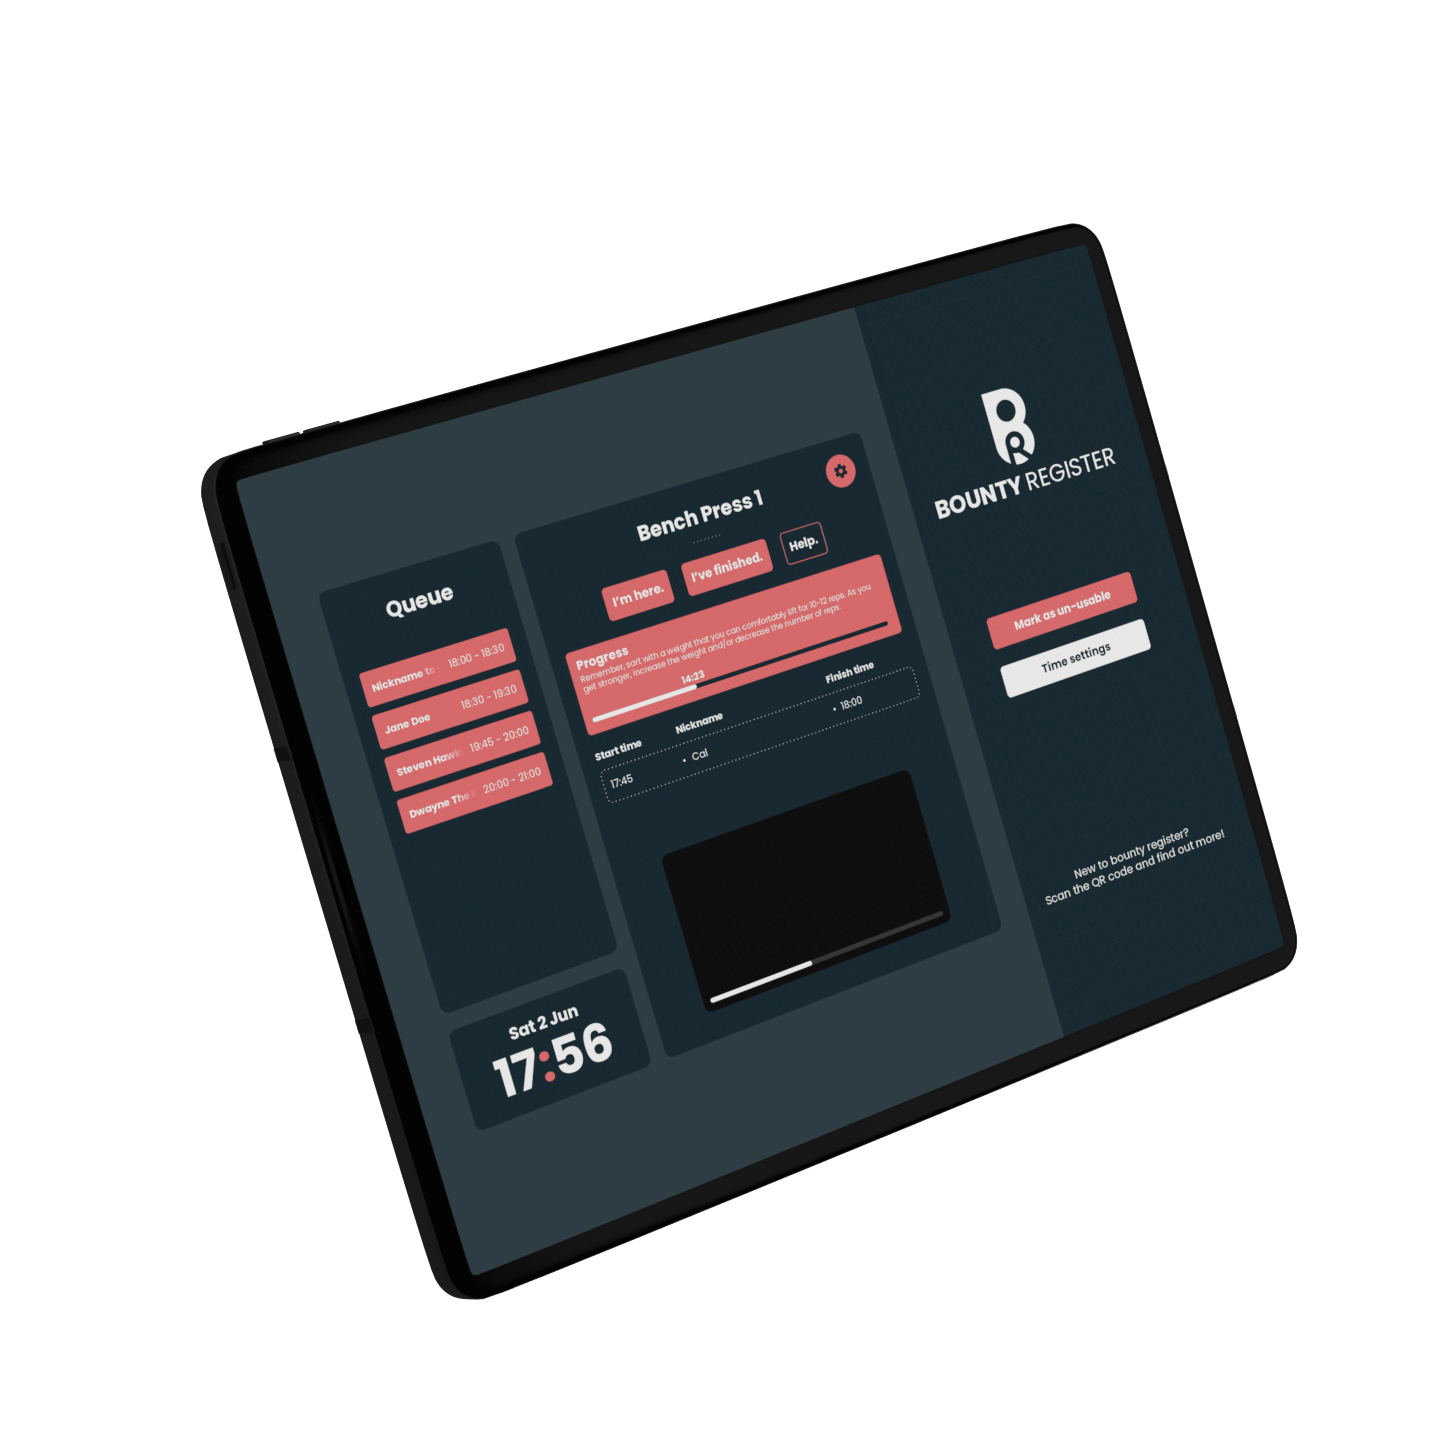 BOUNTY REGISTER
Mark as un-usable
Time settings
New to bounty register?
Scan the QR code and find out more!
Bench Press 1
I'm here.
I've finished.
Help.
Progress
Remember, sart with a weight that you can comfortably lift for 10-12 reps. As you
get stronger, increase the weight and/or decrease the number of reps.
14:23
Start time
Nickname
Finish time
17:45
• Cal
• 18:00
Queue
Nickname to 18:00 - 18:30
Jane Doe 18:30 - 19:30
Steven Hawk 19:45 - 20:00
Dwayne The 20:00 - 21:00
Sat 2 Jun
17:56